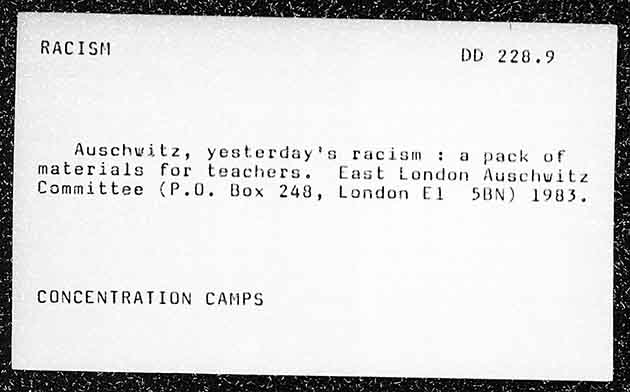 RACISM
DD 228.9
Auschwitz, yesterday's racism : a pack of
materials for teachers. East London Auschwitz
Committee (P.O. Box 248, London E1 5BN) 1983.
CONCENTRATION CAMPS